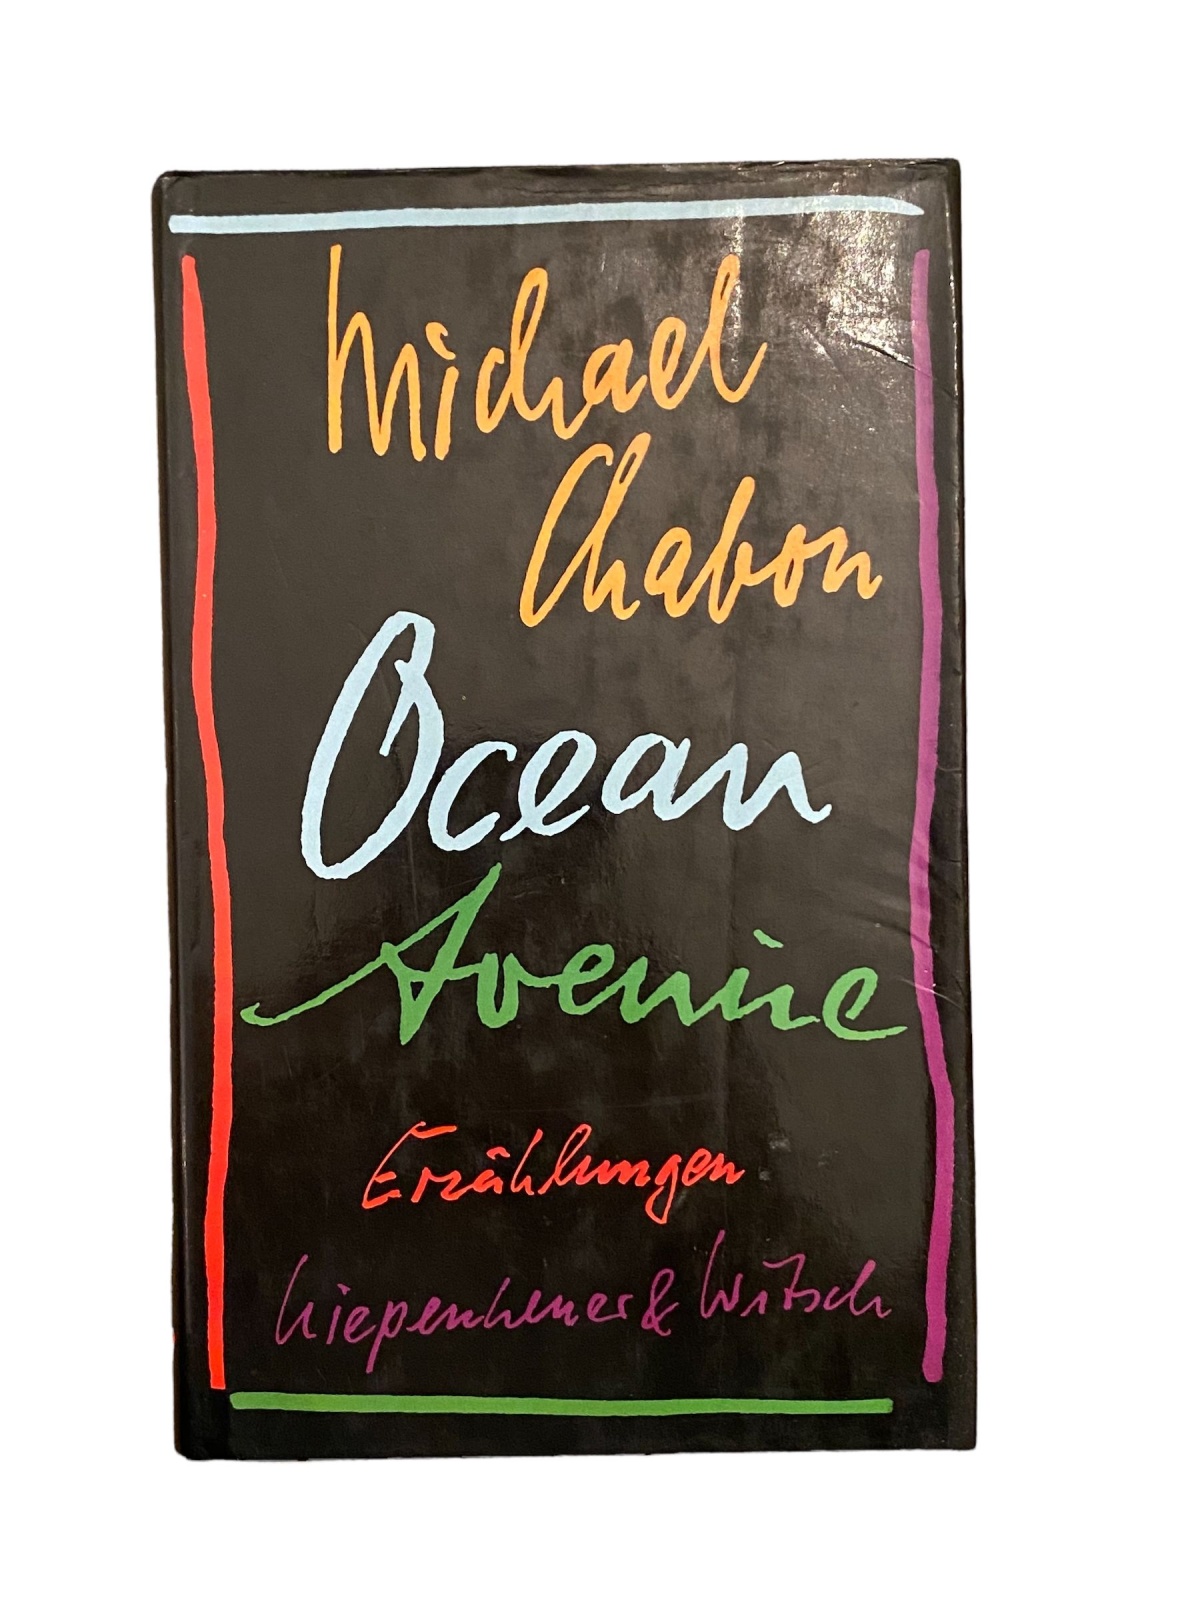 Michael
Chabon
Ocean
Avenue
Erzählungen
Kiepenheuer & Witsch